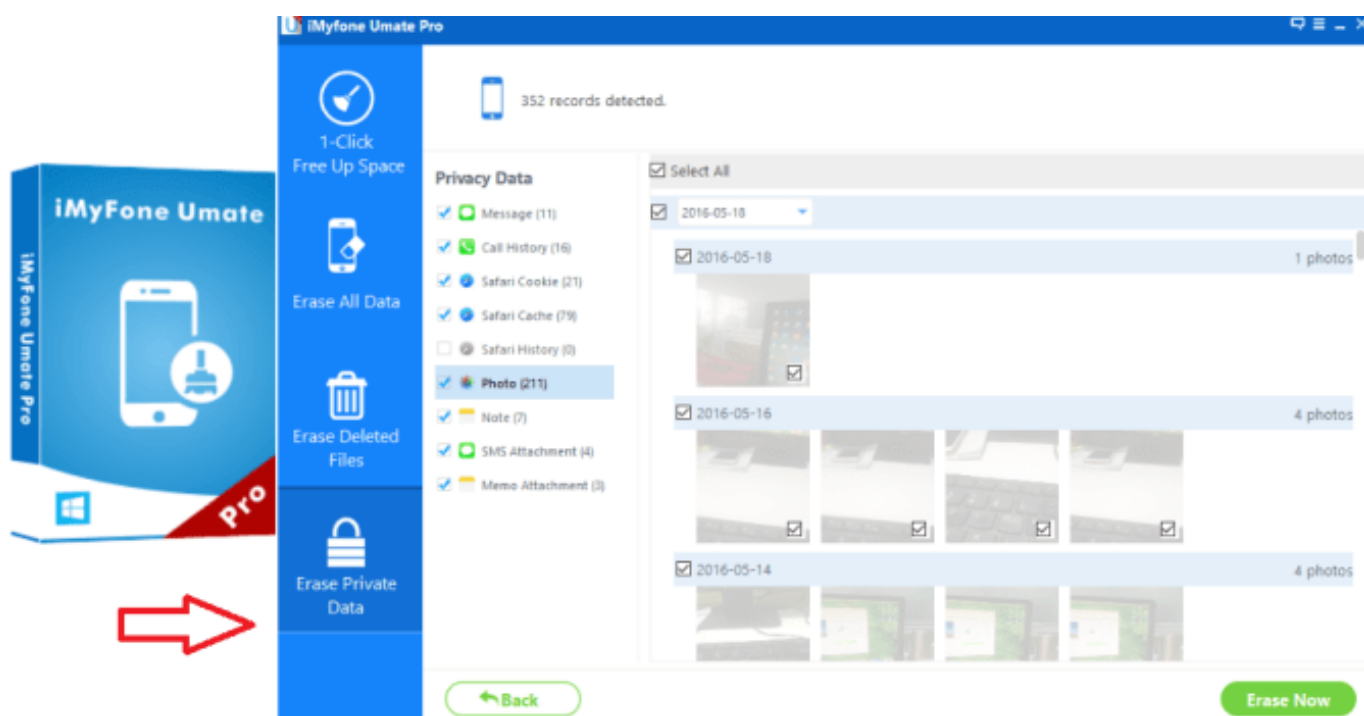 iMyFone Umate
iMyFone Umate Pro
Pro
iMyfone Umate Pro
1-Click
Free Up Space
Erase All Data
Erase Deleted
Files
Erase Private
Data
352 records detected.
Privacy Data
Message (11)
Call History (16)
Safari Cookie (21)
Safari Cache (79)
Safari History (0)
Photo (211)
Note (7)
SMS Attachment (4)
Memo Attachment (3)
Select All
2016-05-18
2016-05-18 1 photos
2016-05-16 4 photos
2016-05-14 4 photos
Back
Erase Now